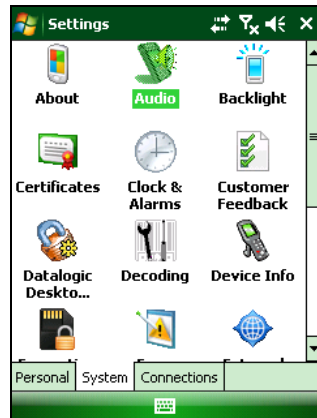 Settings
About Audio Backlight
Certificates Clock & Customer
Alarms Feedback
Datalogic Decoding Device Info
Deskto...
Personal System Connections